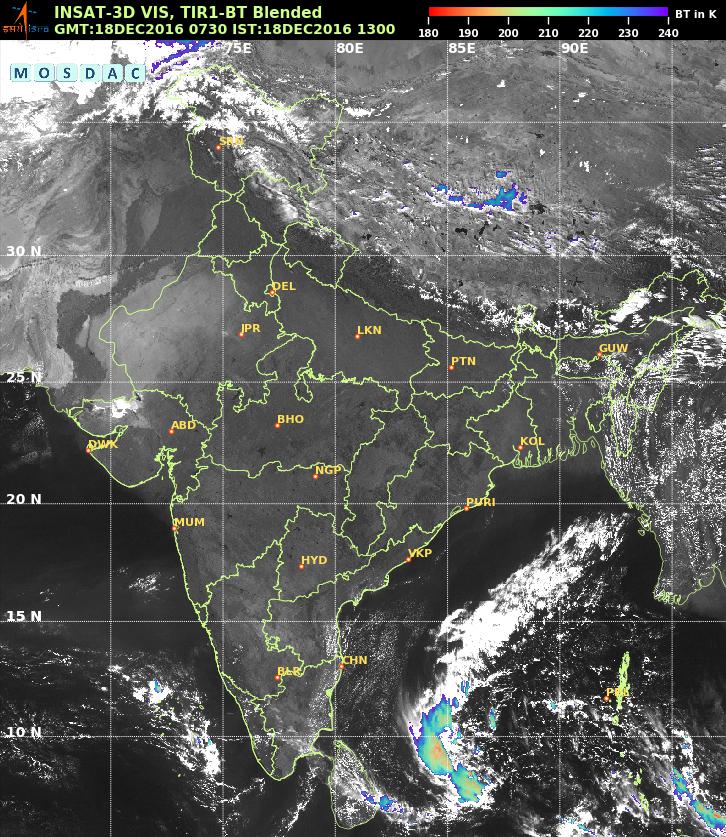 INSAT-3D VIS, TIR1-BT Blended
GMT:18DEC2016 0730 IST:18DEC2016 1300
BT in K
180 190 200 210 220 230 240
75E 80E 85E 90E
MOSDAC
SRN
30 N
DEL
JPR LKN
GUW
PTN
25 N
ABD BHO
DWK KOL
NGP
20 N
PURI
MUM
VKP
HYD
15 N
CHN
BLR
10 N